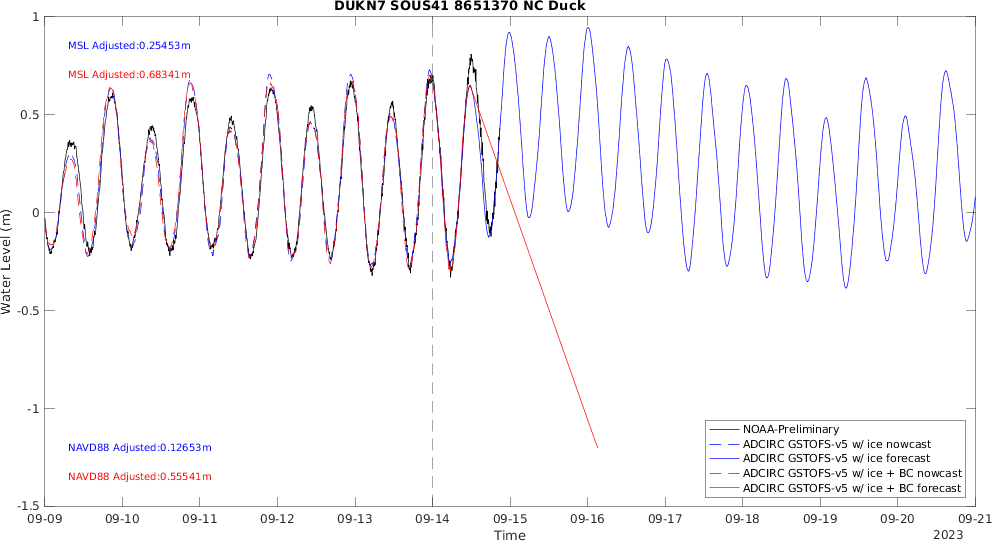 DUKN7 SOUS41 8651370 NC Duck
1
0.5
0
-0.5
-1
-1.5
Water Level (m)
MSL Adjusted:0.25453m
MSL Adjusted:0.68341m
NAVD88 Adjusted:0.12653m
NAVD88 Adjusted:0.55541m
NOAA-Preliminary
ADCIRC GSTOFS-v5 w/ ice nowcast
ADCIRC GSTOFS-v5 w/ ice forecast
ADCIRC GSTOFS-v5 w/ ice + BC nowcast
ADCIRC GSTOFS-v5 w/ ice + BC forecast
09-09 09-10 09-11 09-12 09-13 09-14 09-15 09-16 09-17 09-18 09-19 09-20 09-21
Time
2023